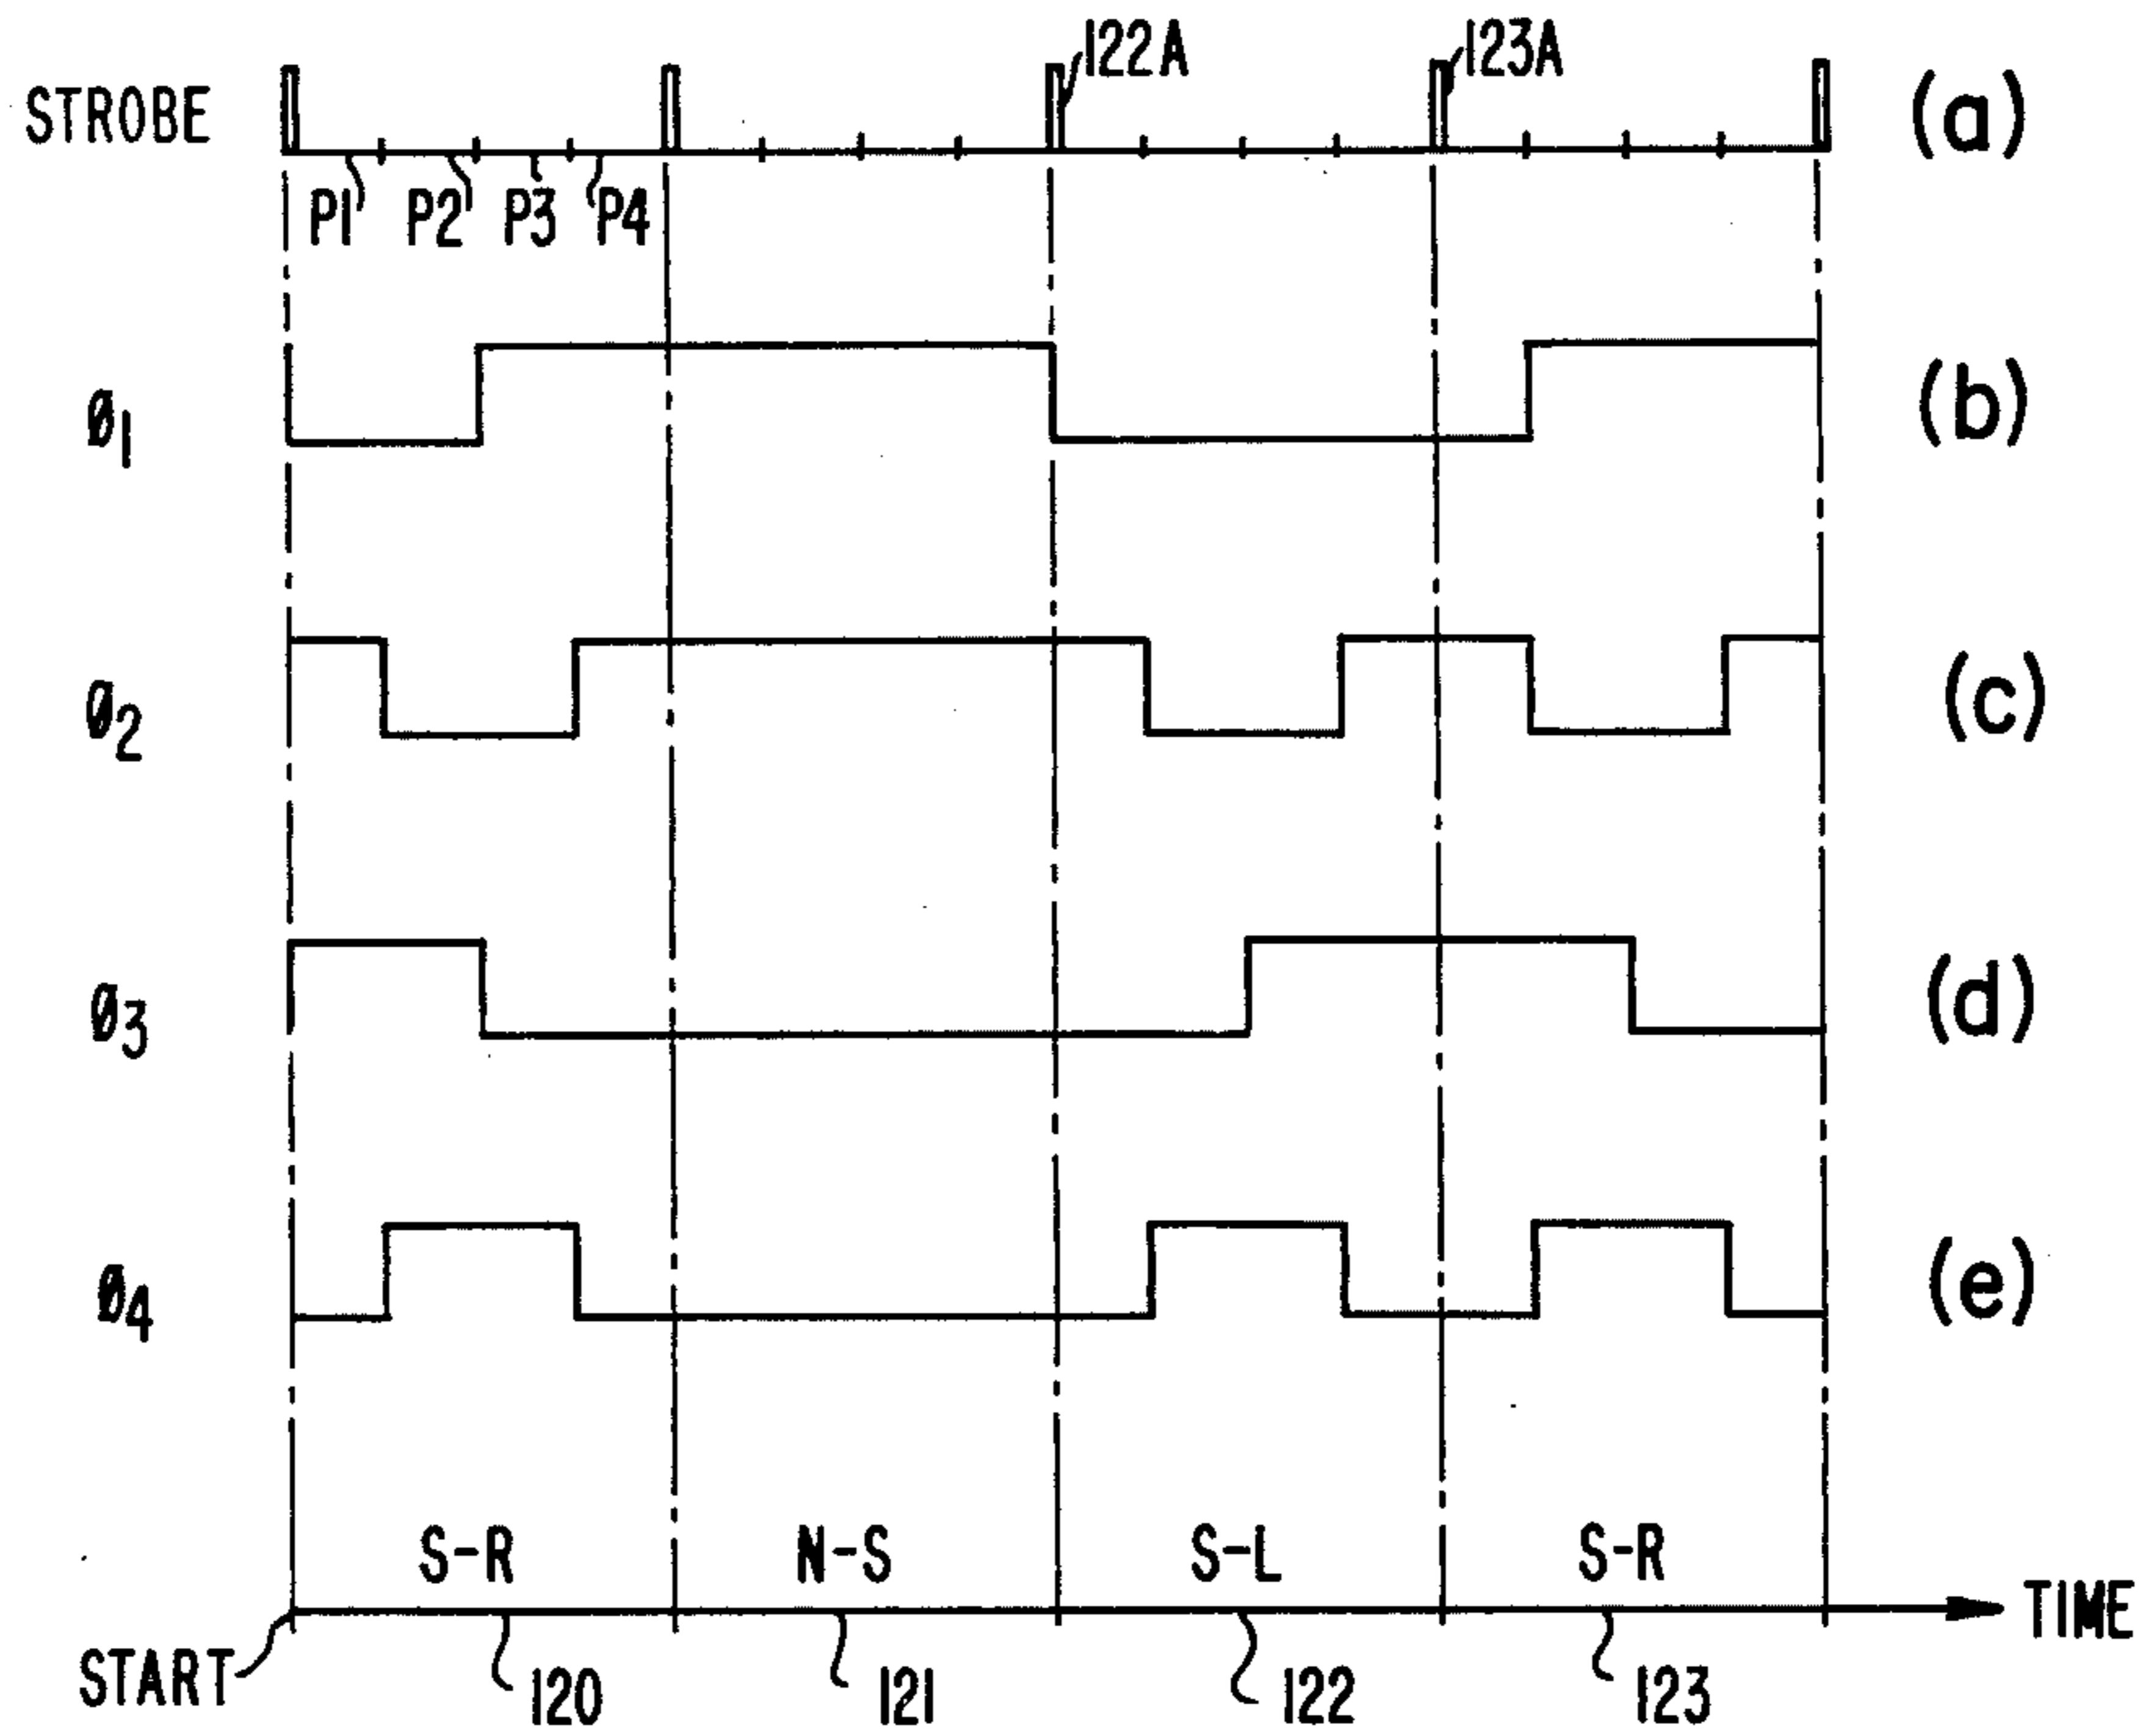 122A
123A
STROBE
(a)
P1 P2 P3 P4
Ø1
(b)
Ø2
(c)
Ø3
(d)
Ø4
(e)
S-R N-S S-L S-R
TIME
START
120 121 122 123